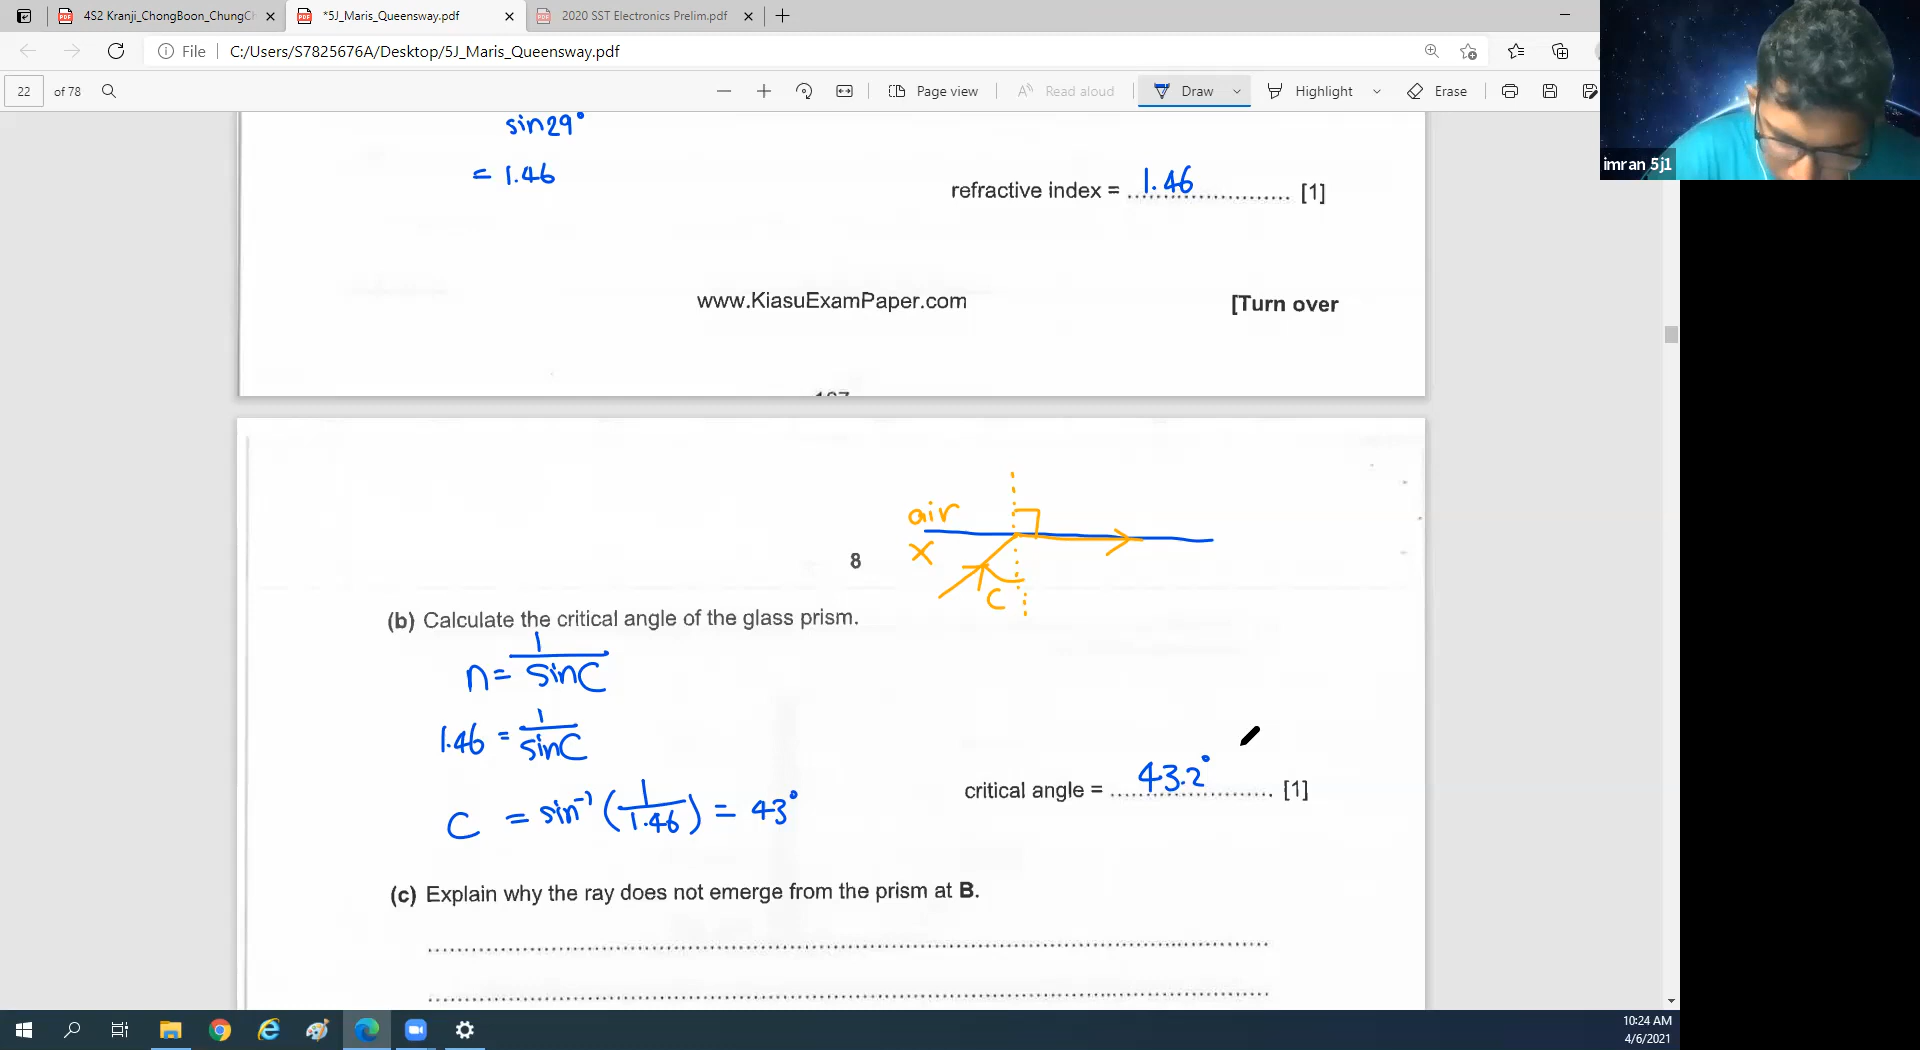 4S2 Kranji_ChongBoon_ChungC
*5J_Maris_Queensway.pdf
2020 SST Electronics Prelim.pdf
File
C:/Users/S7825676A/Desktop/5J_Maris_Queensway.pdf
22
of 78
Page view
Read aloud
Draw
Highlight
Erase
imran 5j1
sin29°
= 1.46
refractive index = 1.46 [1]
www.KiasuExamPaper.com
[Turn over
air
X
8
C
(b) Calculate the critical angle of the glass prism.
n = 1/sinC
1.46 = 1/sinC
critical angle = 43.2° [1]
C = sin⁻¹ (1/1.46) = 43°
(c) Explain why the ray does not emerge from the prism at B.
10:24 AM
4/6/2021